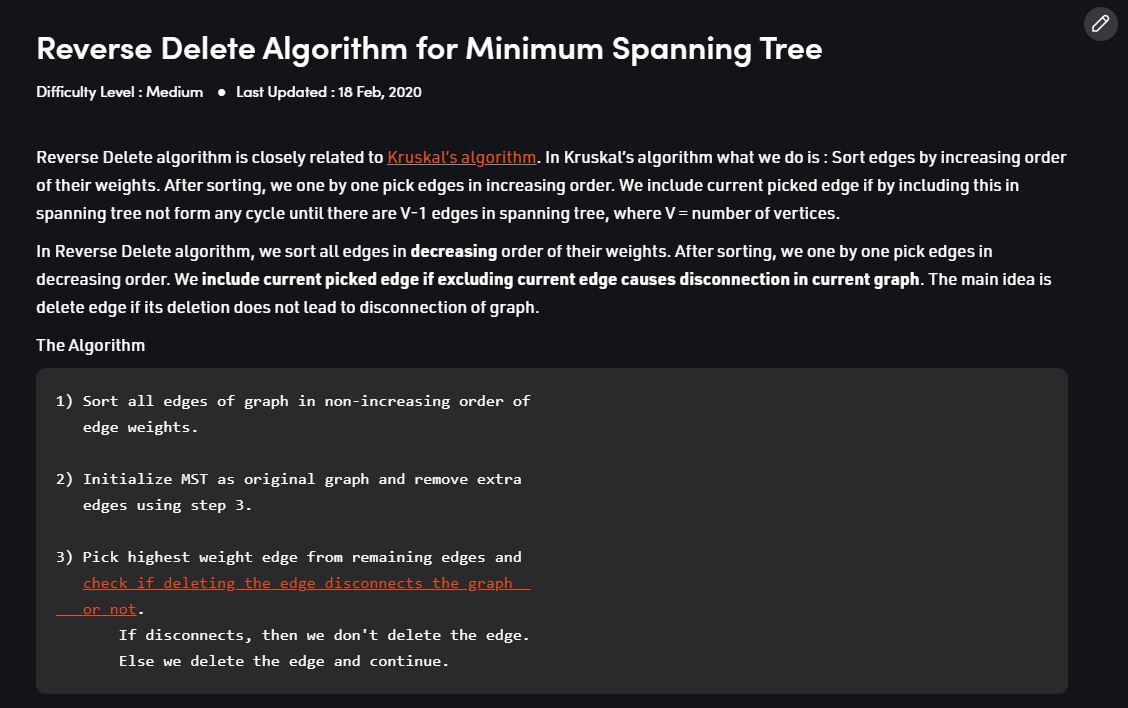 Reverse Delete Algorithm for Minimum Spanning Tree
Difficulty Level : Medium ● Last Updated : 18 Feb, 2020
Reverse Delete algorithm is closely related to Kruskal’s algorithm. In Kruskal’s algorithm what we do is : Sort edges by increasing order
of their weights. After sorting, we one by one pick edges in increasing order. We include current picked edge if by including this in
spanning tree not form any cycle until there are V-1 edges in spanning tree, where V = number of vertices.
In Reverse Delete algorithm, we sort all edges in decreasing order of their weights. After sorting, we one by one pick edges in
decreasing order. We include current picked edge if excluding current edge causes disconnection in current graph. The main idea is
delete edge if its deletion does not lead to disconnection of graph.
The Algorithm
1) Sort all edges of graph in non-increasing order of
edge weights.
2) Initialize MST as original graph and remove extra
edges using step 3.
3) Pick highest weight edge from remaining edges and
check if deleting the edge disconnects the graph
or not.
If disconnects, then we don't delete the edge.
Else we delete the edge and continue.